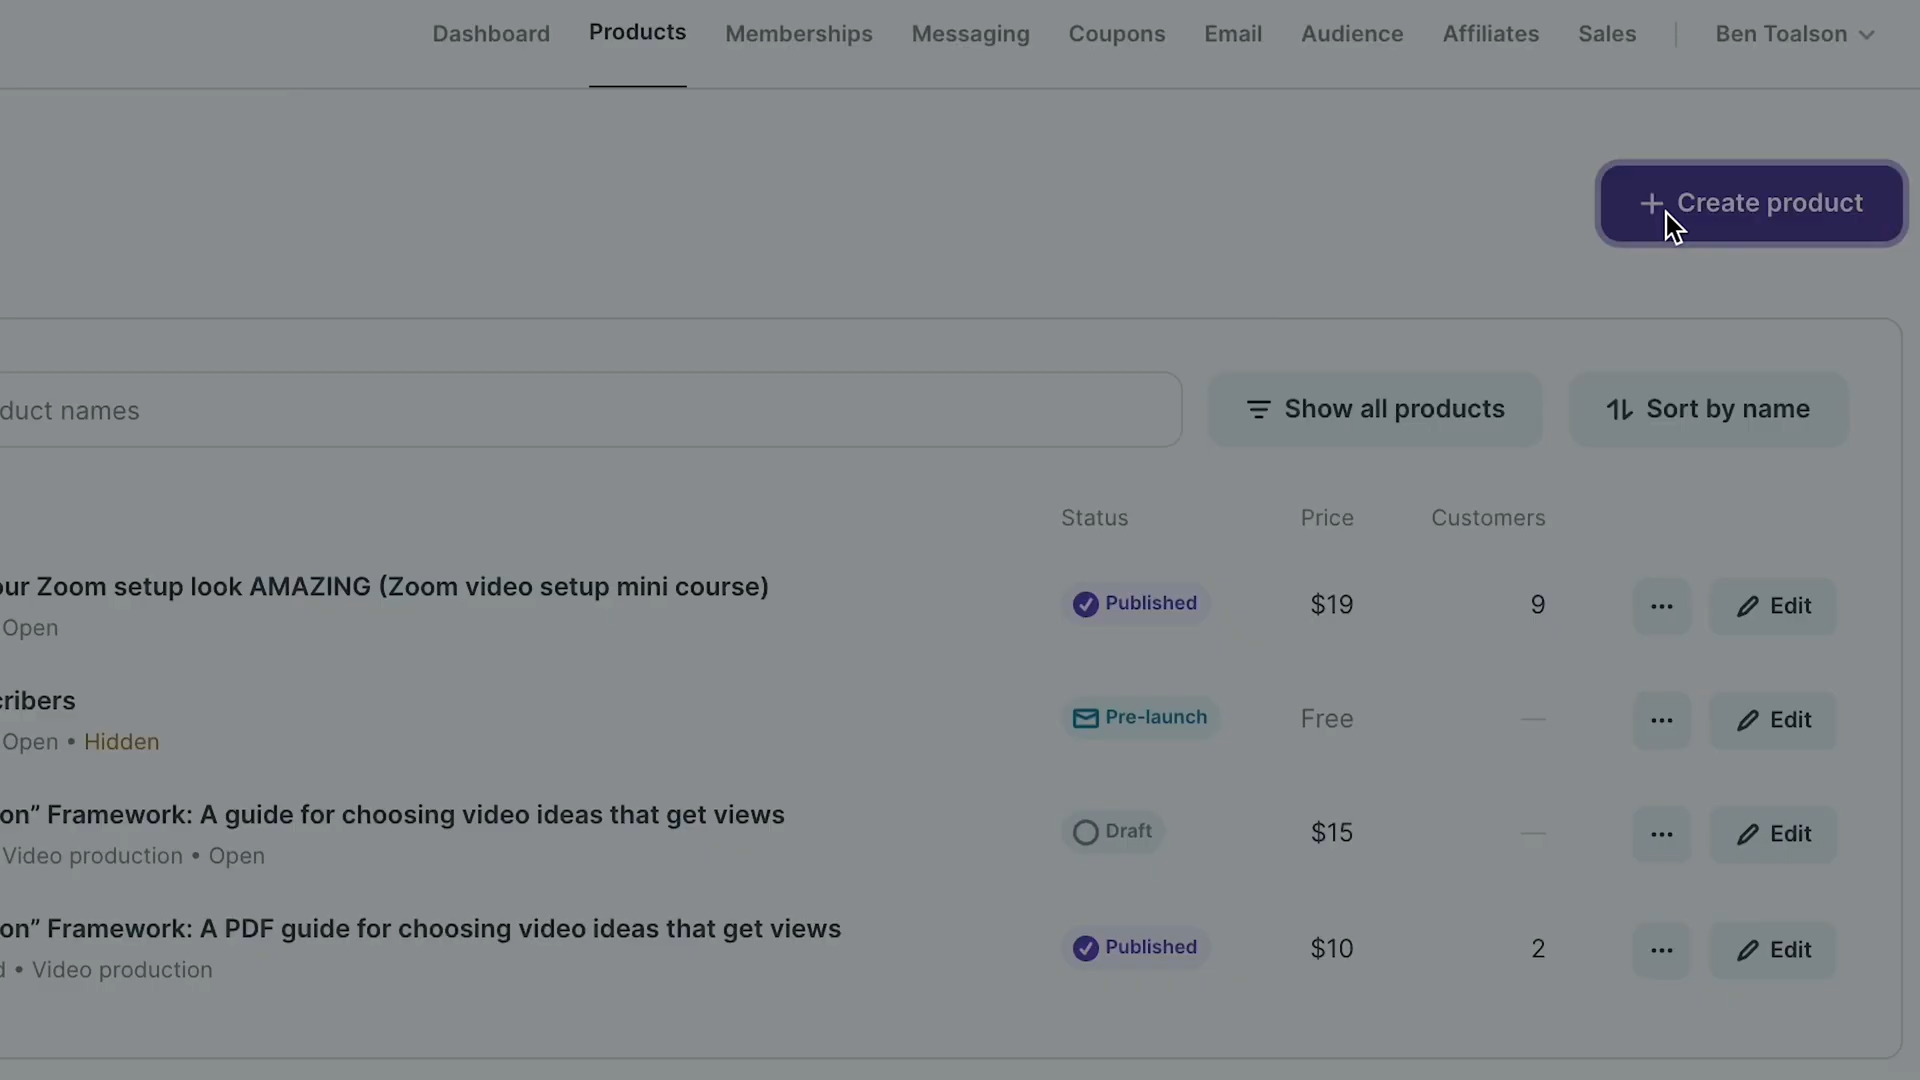 Dashboard Products Memberships Messaging Coupons Email Audience Affiliates Sales Ben Toalson
+ Create product
duct names Show all products Sort by name
Status Price Customers
our Zoom setup look AMAZING (Zoom video setup mini course)
Open
Published $19 9 ... Edit
cribers
Open • Hidden
Pre-launch Free — ... Edit
on” Framework: A guide for choosing video ideas that get views
Video production • Open
Draft $15 — ... Edit
on” Framework: A PDF guide for choosing video ideas that get views
d • Video production
Published $10 2 ... Edit